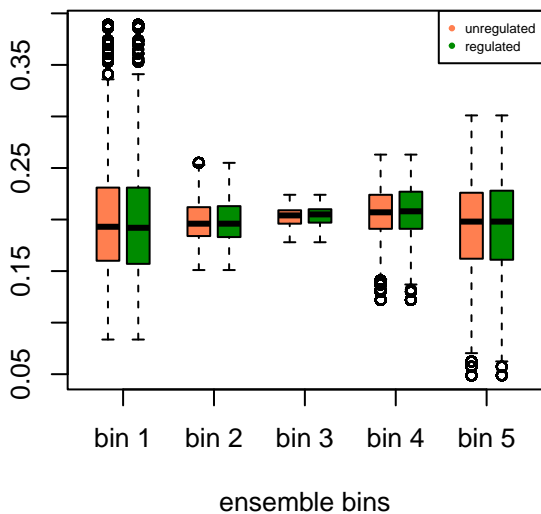 unregulated
regulated
0.35
0.25
0.15
0.05
bin 1 bin 2 bin 3 bin 4 bin 5
ensemble bins